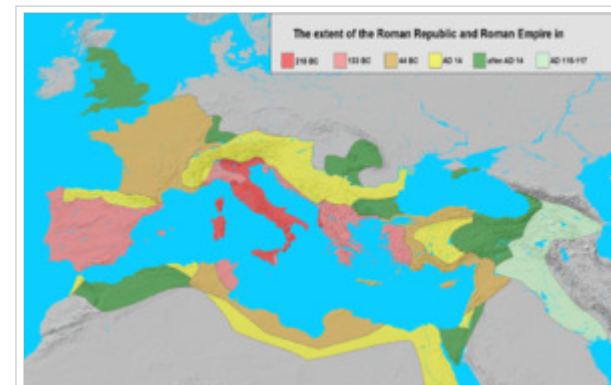 The extent of the Roman Republic and Roman Empire in
218 BC 133 BC 44 BC AD 14 after AD 14 AD 115-117